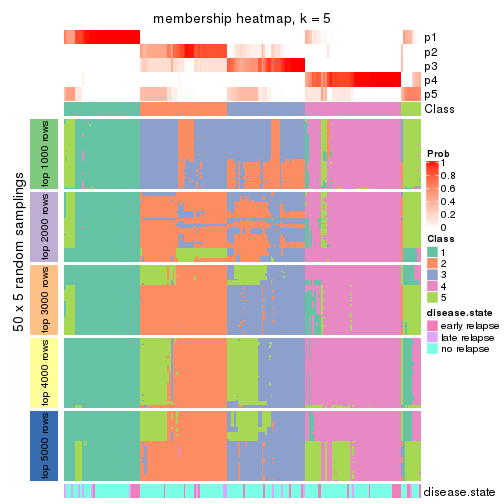 membership heatmap, k = 5
p1
p2
p3
p4
p5
Class
50 x 5 random samplings
top 1000 rows
top 2000 rows
top 3000 rows
top 4000 rows
top 5000 rows
Prob
1
0.8
0.6
0.4
0.2
0
Class
1
2
3
4
5
disease.state
early relapse
late relapse
no relapse
disease.state